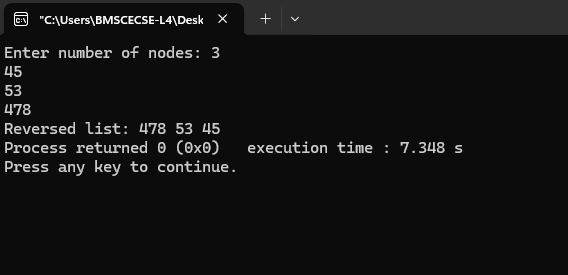 "C:\Users\BMSCECSE-L4\Desk
Enter number of nodes: 3
45
53
478
Reversed list: 478 53 45
Process returned 0 (0x0)   execution time : 7.348 s
Press any key to continue.